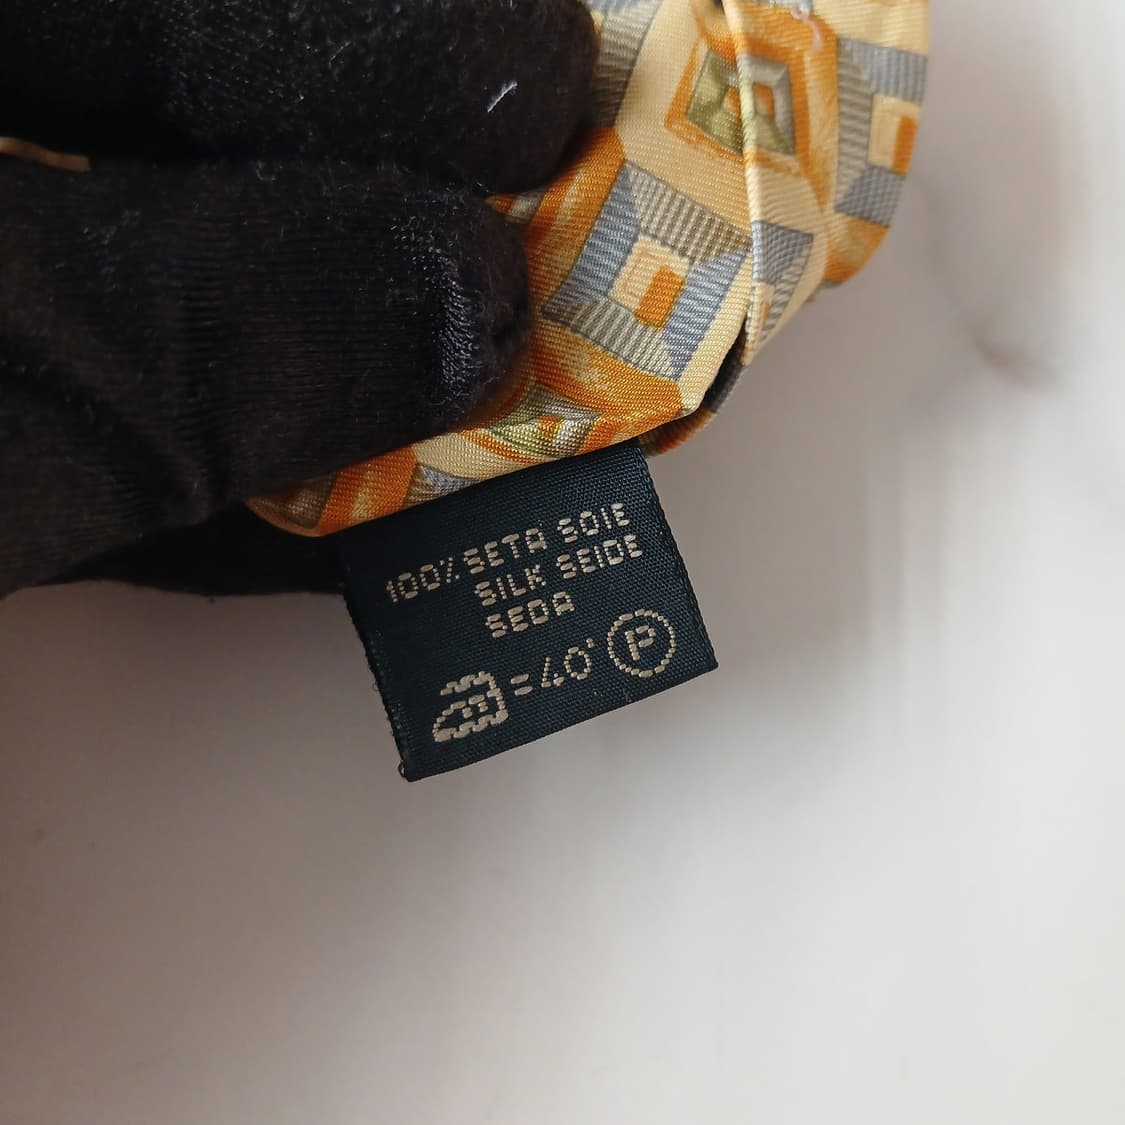 100% SETA SOIE
SILK SEIDE
SEDA
=40° P